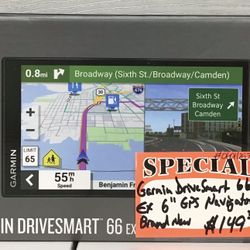 0.8mi Broadway (Sixth St./Broadway/Camden)
Sixth St
Broadway
Camden
LIMIT
65
55 m/h
Speed
Benjamin Fr
GARMIN
IN DRIVESMART™ 66 EX
SPECIAL
Garmin DriveSmart 66
Ex 6" GPS Navigator
Brand New
$149